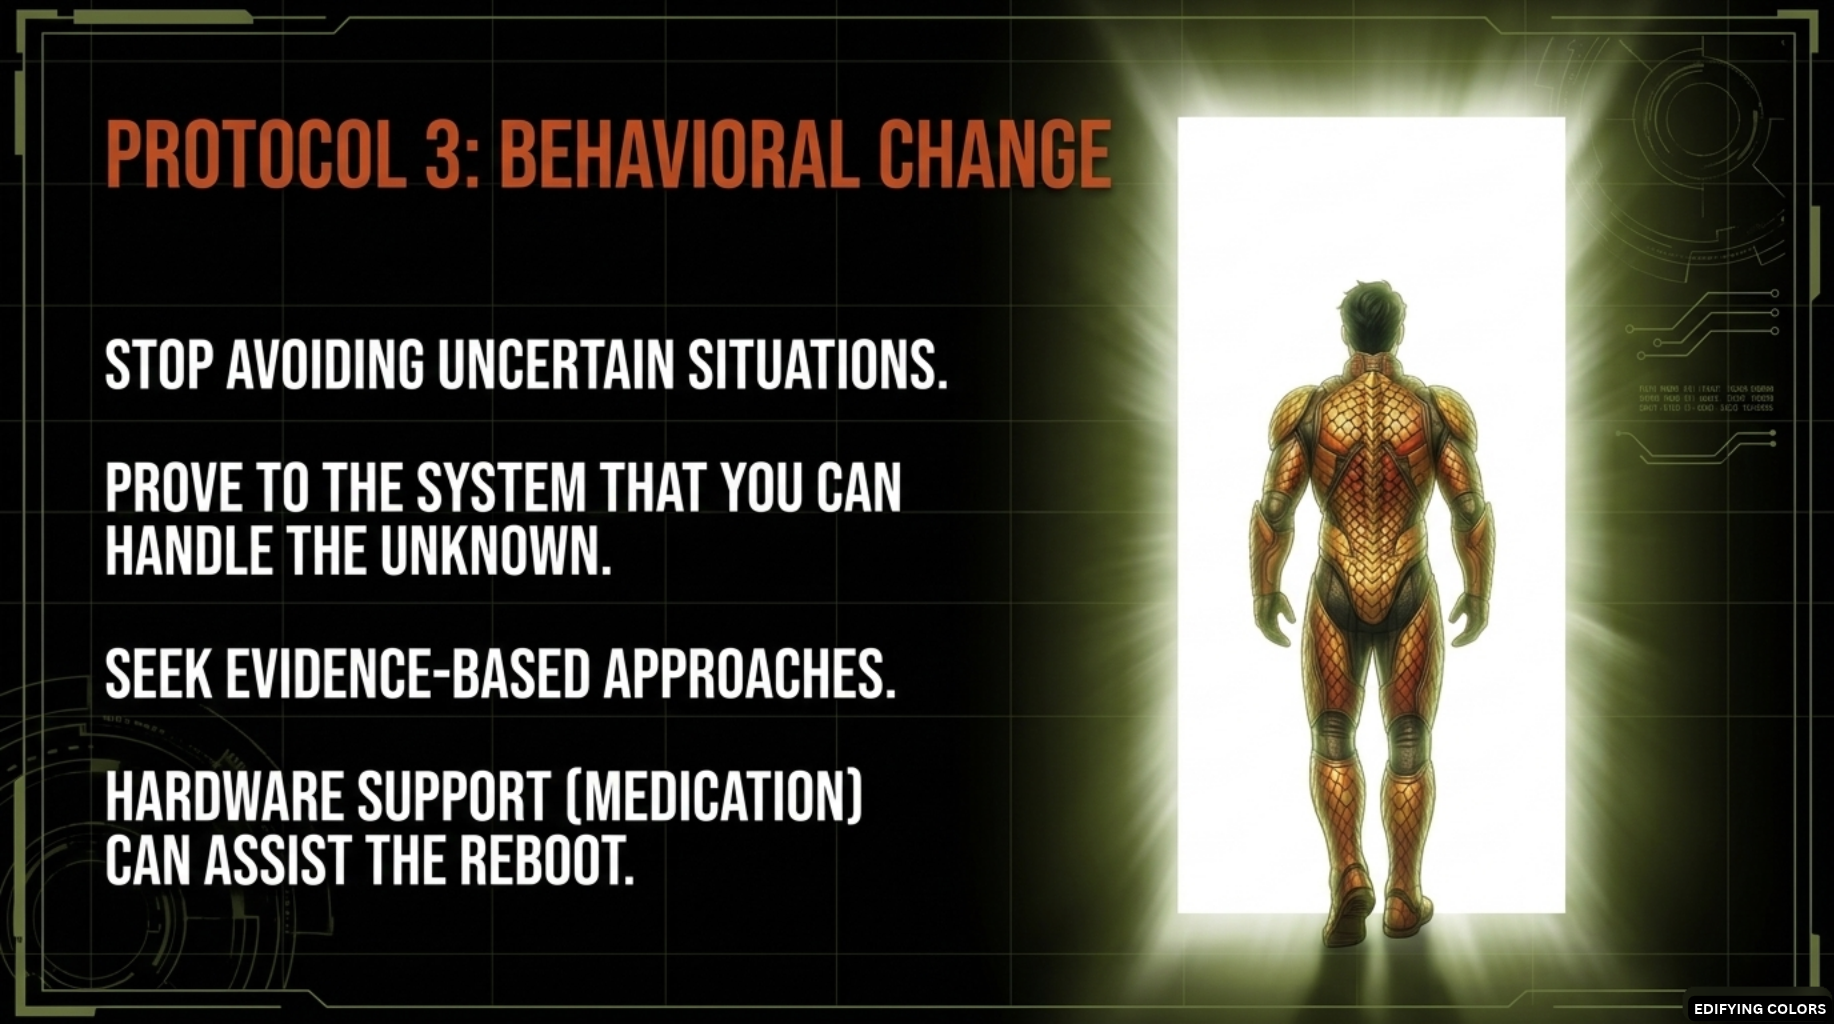 PROTOCOL 3: BEHAVIORAL CHANGE
STOP AVOIDING UNCERTAIN SITUATIONS.
PROVE TO THE SYSTEM THAT YOU CAN
HANDLE THE UNKNOWN.
SEEK EVIDENCE-BASED APPROACHES.
HARDWARE SUPPORT (MEDICATION)
CAN ASSIST THE REBOOT.
EDIFYING COLORS